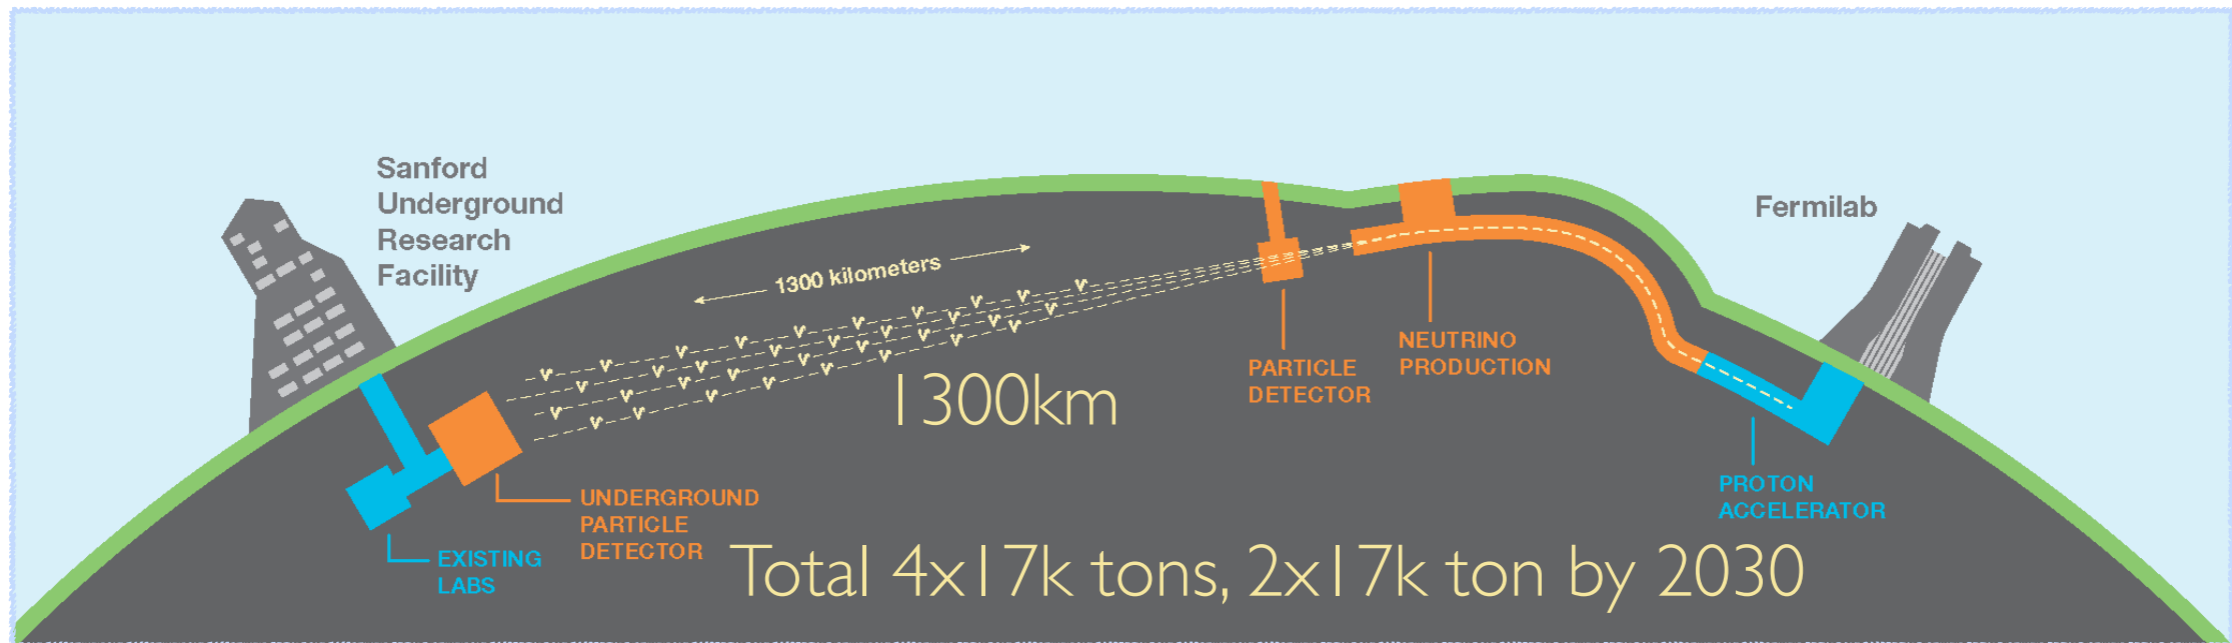 Sanford
Underground
Research
Facility
Fermilab
1300 kilometers
PARTICLE
DETECTOR
NEUTRINO
PRODUCTION
1300km
PROTON
ACCELERATOR
UNDERGROUND
PARTICLE
DETECTOR
EXISTING
LABS
Total 4x17k tons, 2x17k ton by 2030